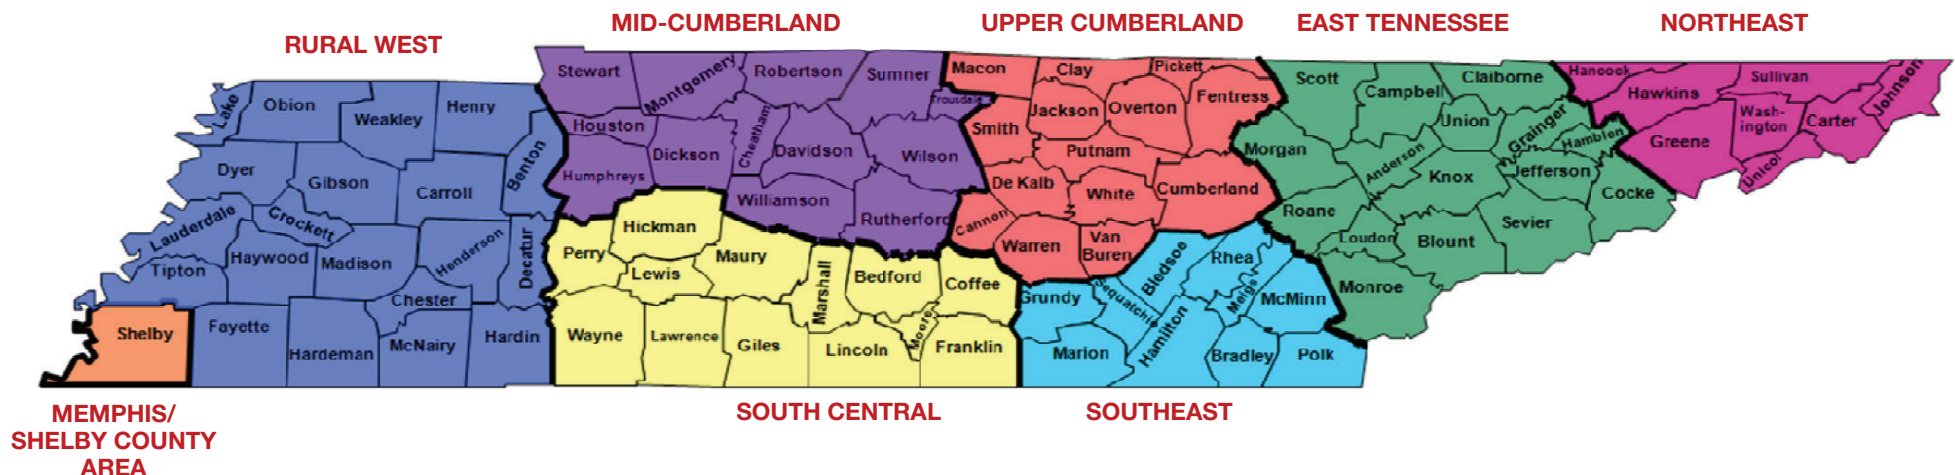 MID-CUMBERLAND
UPPER CUMBERLAND
EAST TENNESSEE
NORTHEAST
RURAL WEST
Lake
Obion
Weakley
Henry
Dyer
Gibson
Carroll
Benton
Lauderdale
Crockett
Haywood
Madison
Henderson
Decatur
Tipton
Chester
Fayette
Hardeman
McNairy
Hardin
Shelby
Stewart
Montgomery
Robertson
Sumner
Trousdale
Houston
Dickson
Cheatham
Davidson
Wilson
Humphreys
Williamson
Rutherford
Hickman
Perry
Lewis
Maury
Marshall
Bedford
Coffee
Wayne
Lawrence
Giles
Lincoln
Moore
Franklin
Macon
Clay
Pickett
Jackson
Overton
Fentress
Smith
Putnam
De Kalb
White
Cumberland
Cannon
Warren
Van
Buren
Bledsoe
Rhea
Grundy
Sequatchie
Meigs
McMinn
Marion
Hamilton
Bradley
Polk
Scott
Campbell
Claiborne
Union
Grainger
Hamblen
Morgan
Anderson
Knox
Jefferson
Cocke
Roane
Loudon
Blount
Sevier
Monroe
Hancock
Hawkins
Sullivan
Johnson
Greene
Wash-
ington
Carter
Unicoi
MEMPHIS/
SHELBY COUNTY
AREA
SOUTH CENTRAL
SOUTHEAST